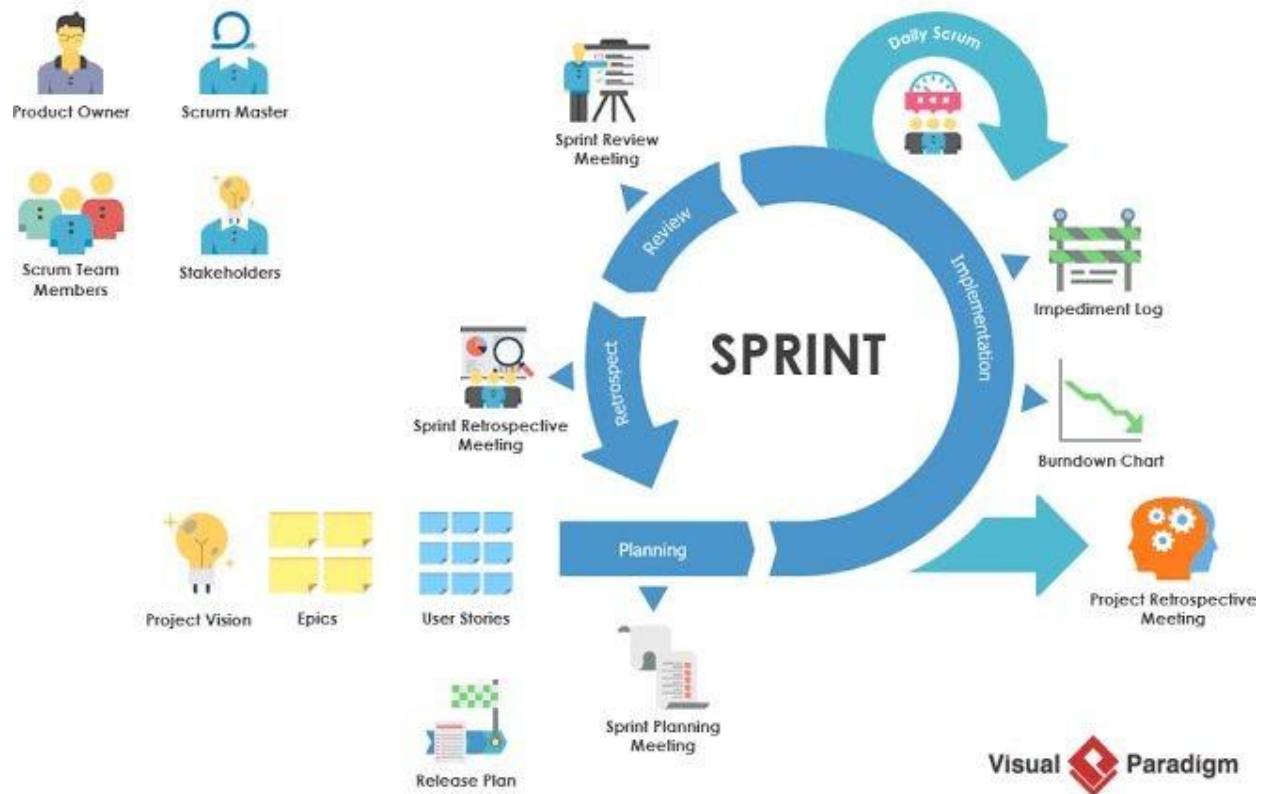 Product Owner
Scrum Master
Scrum Team
Members
Stakeholders
Sprint Review
Meeting
Daily Scrum
Review
Implementation
Impediment Log
SPRINT
Retrospect
Sprint Retrospective
Meeting
Burndown Chart
Project Vision
Epics
User Stories
Planning
Project Retrospective
Meeting
Sprint Planning
Meeting
Release Plan
Visual Paradigm